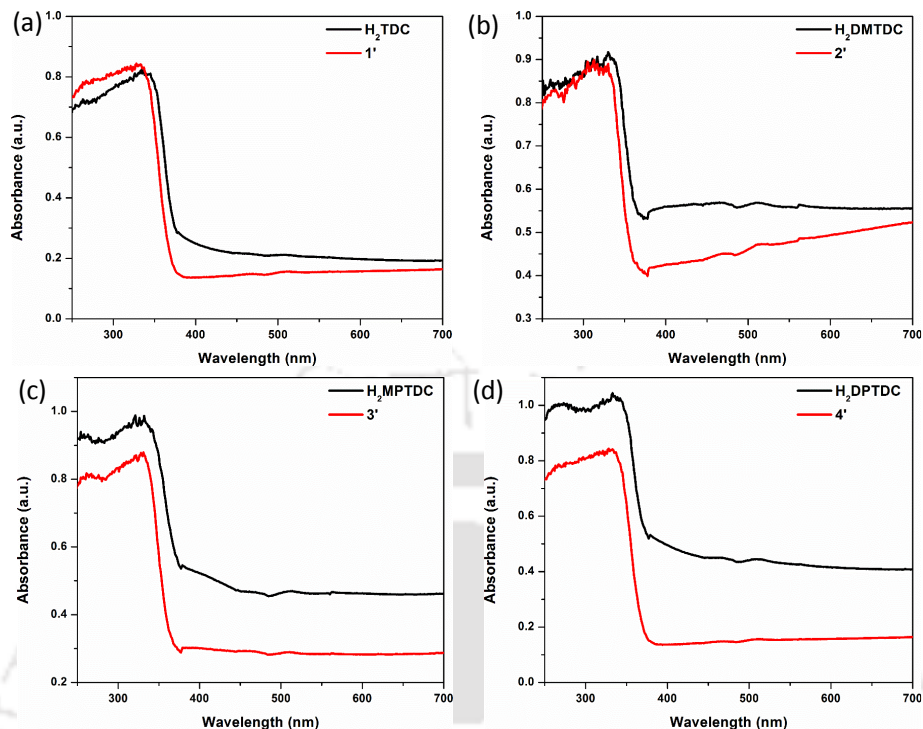 (a)
H₂TDC
1'
Absorbance (a.u.)
1.0
0.8
0.6
0.4
0.2
0.0
300 400 500 600 700
Wavelength (nm)
(b)
H₂DMTDC
2'
Absorbance (a.u.)
1.0
0.9
0.8
0.7
0.6
0.5
0.4
0.3
300 400 500 600 700
Wavelength (nm)
(c)
H₂MPTDC
3'
Absorbance (a.u.)
1.0
0.8
0.6
0.4
0.2
300 400 500 600 700
Wavelength (nm)
(d)
H₂DPTDC
4'
Absorbance (a.u.)
1.0
0.8
0.6
0.4
0.2
0.0
300 400 500 600 700
Wavelength (nm)